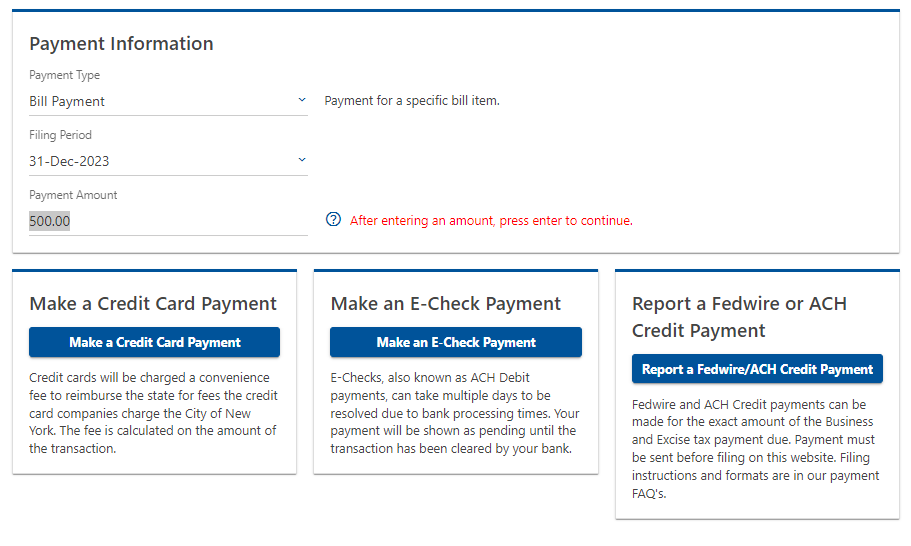 Payment Information
Payment Type
Bill Payment
Payment for a specific bill item.
Filing Period
31-Dec-2023
Payment Amount
500.00
After entering an amount, press enter to continue.
Make a Credit Card Payment
Make a Credit Card Payment
Credit cards will be charged a convenience
fee to reimburse the state for fees the credit
card companies charge the City of New
York. The fee is calculated on the amount of
the transaction.
Make an E-Check Payment
Make an E-Check Payment
E-Checks, also known as ACH Debit
payments, can take multiple days to be
resolved due to bank processing times. Your
payment will be shown as pending until the
transaction has been cleared by your bank.
Report a Fedwire or ACH
Credit Payment
Report a Fedwire/ACH Credit Payment
Fedwire and ACH Credit payments can be
made for the exact amount of the Business
and Excise tax payment due. Payment must
be sent before filing on this website. Filing
instructions and formats are in our payment
FAQ's.